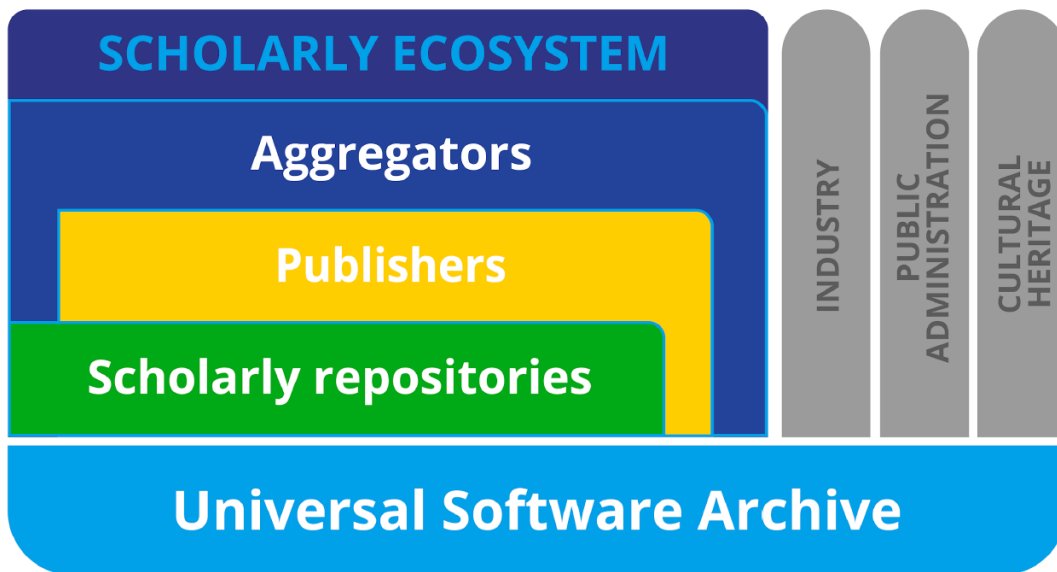 SCHOLARLY ECOSYSTEM
Aggregators
Publishers
Scholarly repositories
INDUSTRY
PUBLIC
ADMINISTRATION
CULTURAL
HERITAGE
Universal Software Archive